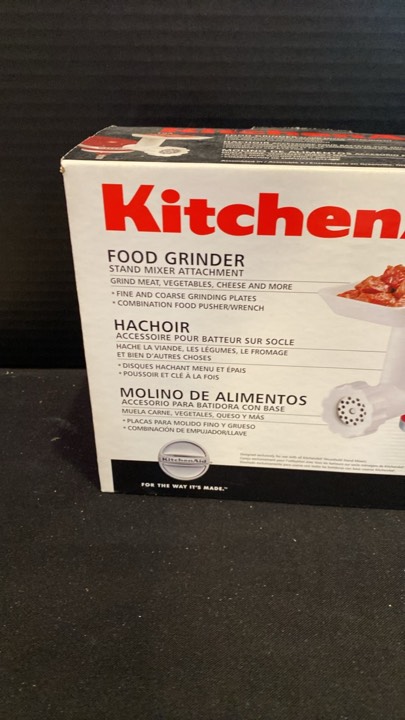 KitchenA
FOOD GRINDER
STAND MIXER ATTACHMENT
GRIND MEAT, VEGETABLES, CHEESE AND MORE
• FINE AND COARSE GRINDING PLATES
• COMBINATION FOOD PUSHER/WRENCH
HACHOIR
ACCESSOIRE POUR BATTEUR SUR SOCLE
HACHE LA VIANDE, LES LÉGUMES, LE FROMAGE
ET BIEN D'AUTRES CHOSES
• DISQUES HACHANT MENU ET ÉPAIS
• POUSSOIR ET CLÉ À LA FOIS
MOLINO DE ALIMENTOS
ACCESORIO PARA BATIDORA CON BASE
MUELA CARNE, VEGETALES, QUESO Y MÁS
• PLACAS PARA MOLIDO FINO Y GRUESO
• COMBINACIÓN DE EMPUJADOR/LLAVE
KitchenAid
FOR THE WAY IT'S MADE.™